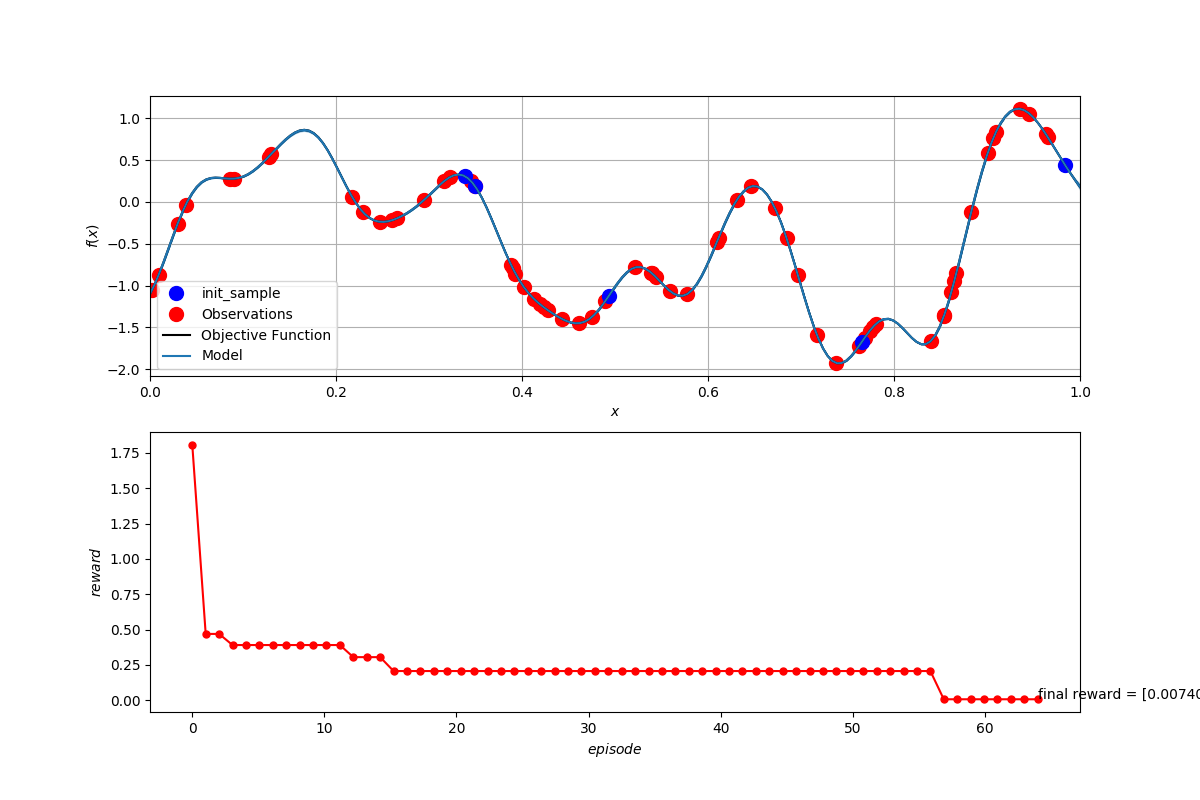 1.0
0.5
0.0
−0.5
−1.0
−1.5
−2.0
f(x)
init_sample
Observations
Objective Function
Model
0.0 0.2 0.4 0.6 0.8 1.0
x
1.75
1.50
1.25
1.00
0.75
0.50
0.25
0.00
reward
final reward = [0.00740
0 10 20 30 40 50 60
episode